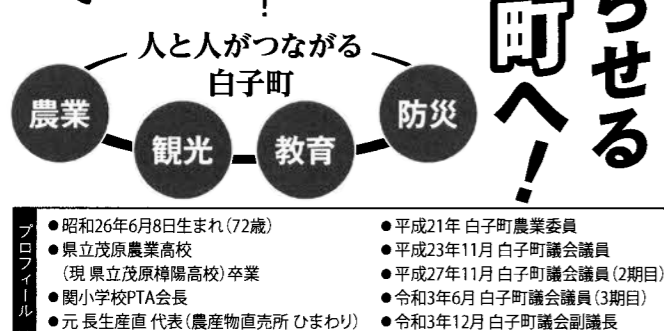 らせる
町へ!
!
人と人がつながる
白子町
農業
観光
教育
防災
プロフィール
●昭和26年6月8日生まれ(72歳)
●県立茂原農業高校
(現 県立茂原樟陽高校)卒業
●関小学校PTA会長
●元 長生産直 代表(農産物直売所 ひまわり)
●平成21年 白子町農業委員
●平成23年11月 白子町議会議員
●平成27年11月 白子町議会議員(2期目)
●令和3年6月 白子町議会議員(3期目)
●令和3年12月 白子町議会副議長